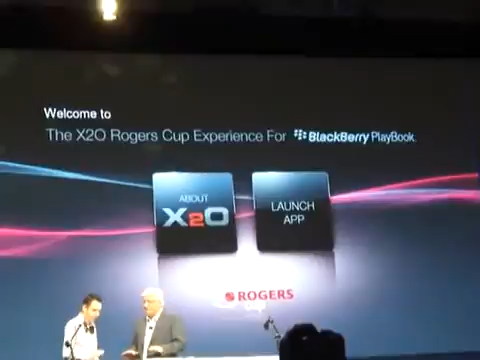 Welcome to
The X2O Rogers Cup Experience For BlackBerry PlayBook
ABOUT
X2O
LAUNCH
APP
ROGERS